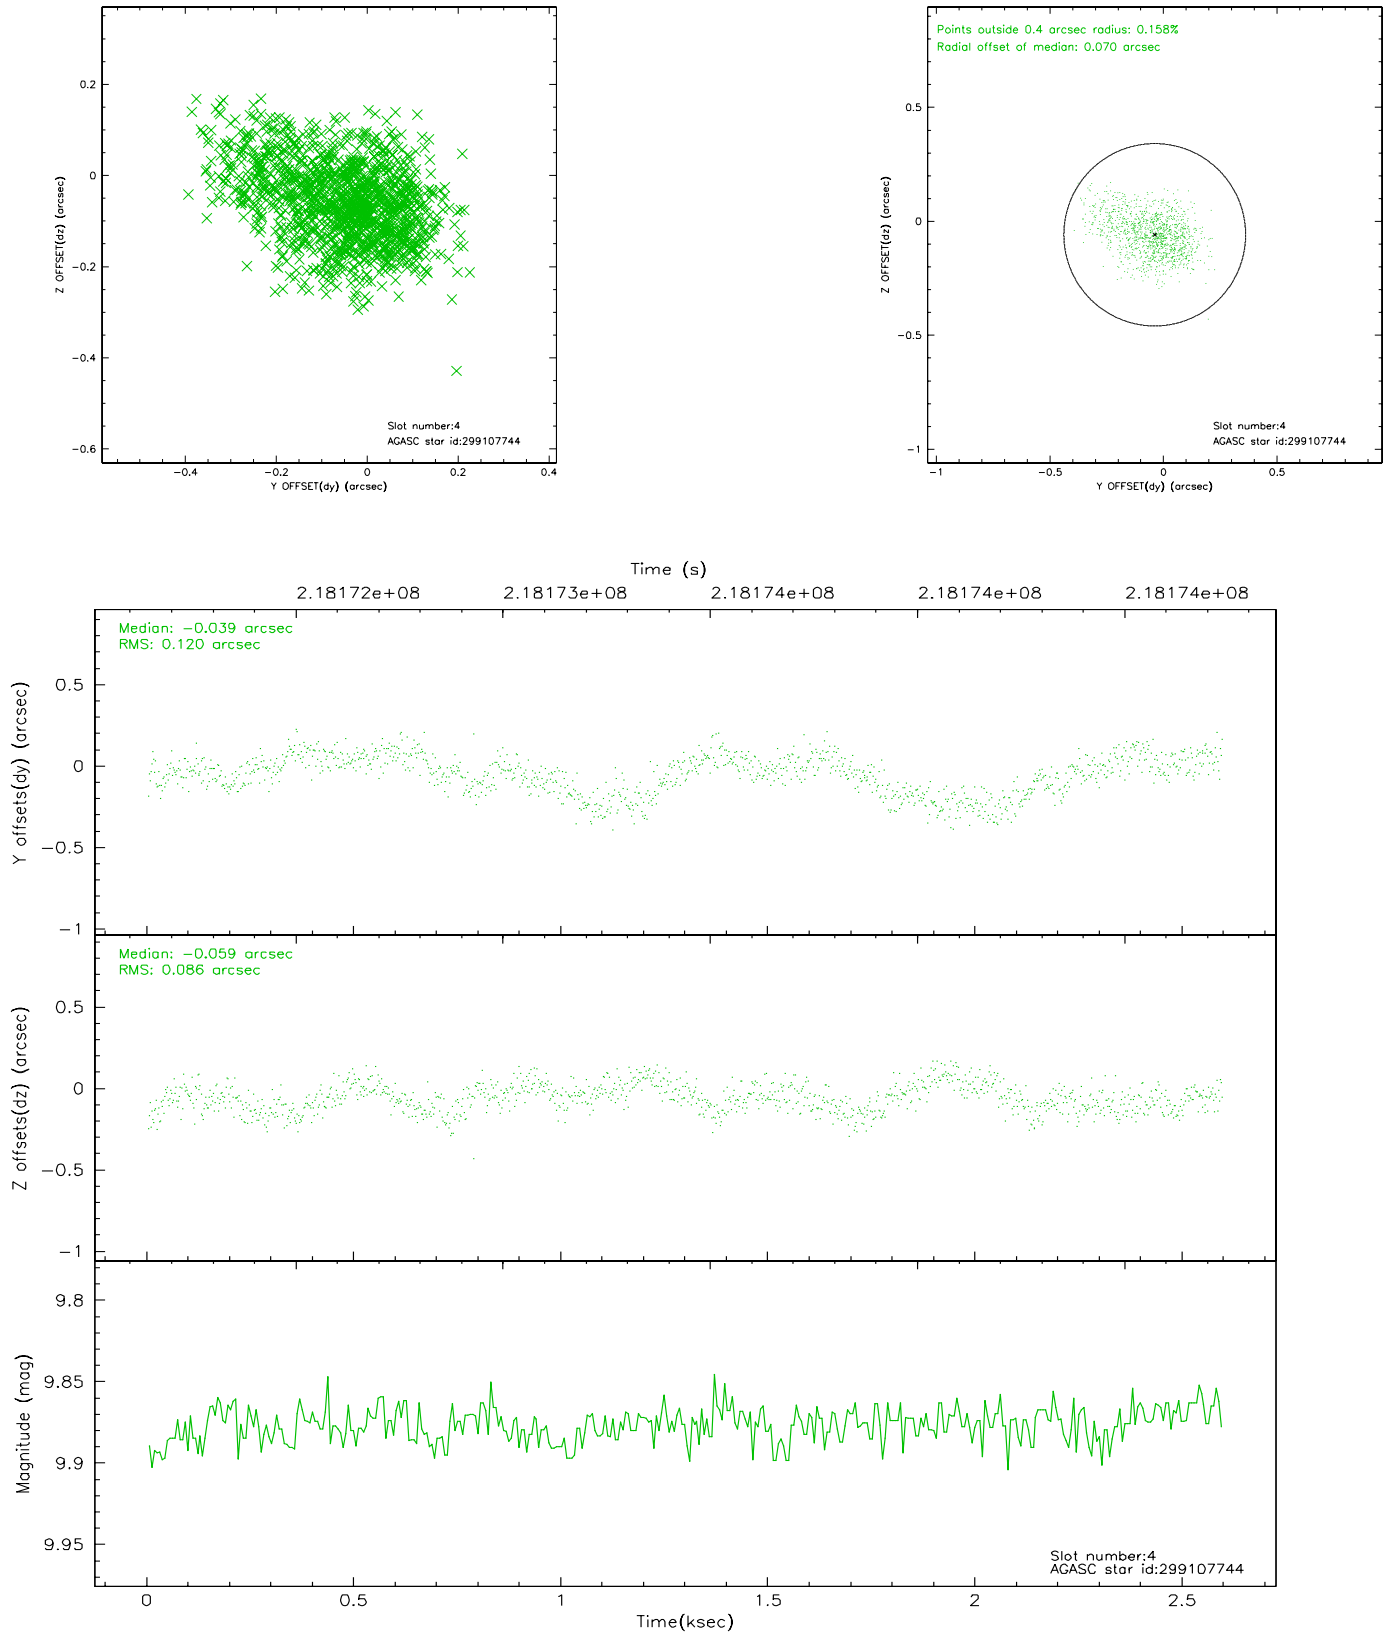 0.2
0
−0.2
−0.4
−0.6
−0.4
−0.2
0
0.2
0.4
Z OFFSET(dz) (arcsec)
Y OFFSET(dy) (arcsec)
Slot number:4
AGASC star id:299107744
Points outside 0.4 arcsec radius: 0.158%
Radial offset of median: 0.070 arcsec
0.5
0
−0.5
−1
−1
−0.5
0
0.5
Z OFFSET(dz) (arcsec)
Y OFFSET(dy) (arcsec)
Slot number:4
AGASC star id:299107744
Time (s)
2.18172e+08 2.18173e+08 2.18174e+08 2.18174e+08 2.18174e+08
Median: −0.039 arcsec
RMS: 0.120 arcsec
0.5
0
−0.5
−1
Y offsets(dy) (arcsec)
Median: −0.059 arcsec
RMS: 0.086 arcsec
0.5
0
−0.5
−1
Z offsets(dz) (arcsec)
9.8
9.85
9.9
9.95
Magnitude (mag)
Slot number:4
AGASC star id:299107744
0 0.5 1 1.5 2 2.5
Time(ksec)